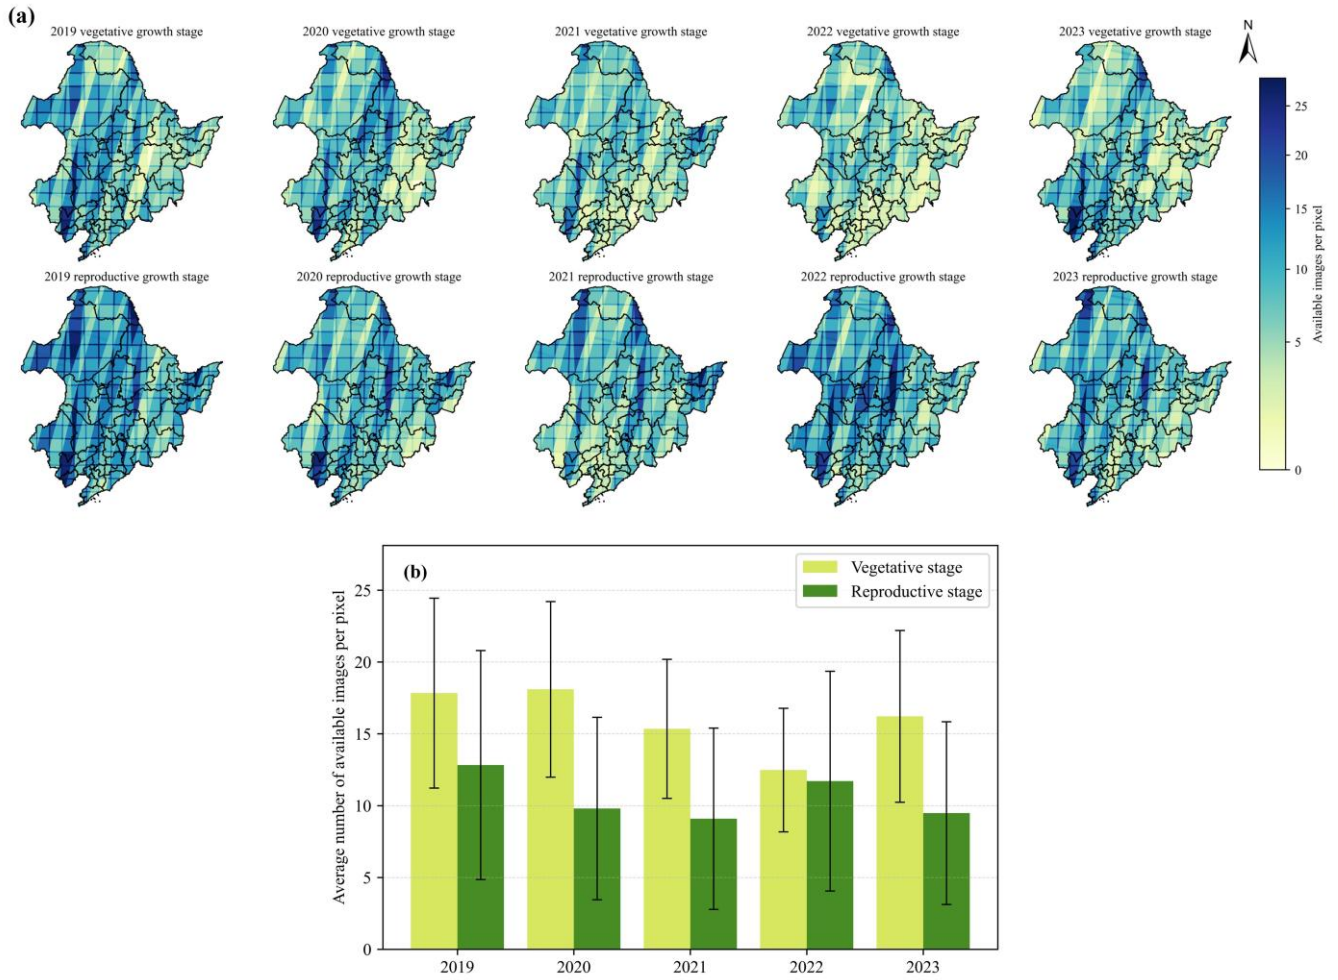 (a)
N
2019 vegetative growth stage
2020 vegetative growth stage
2021 vegetative growth stage
2022 vegetative growth stage
2023 vegetative growth stage
2019 reproductive growth stage
2020 reproductive growth stage
2021 reproductive growth stage
2022 reproductive growth stage
2023 reproductive growth stage
25
20
15
10
5
0
Available images per pixel
(b)
Vegetative stage
Reproductive stage
Average number of available images per pixel
25
20
15
10
5
0
2019
2020
2021
2022
2023